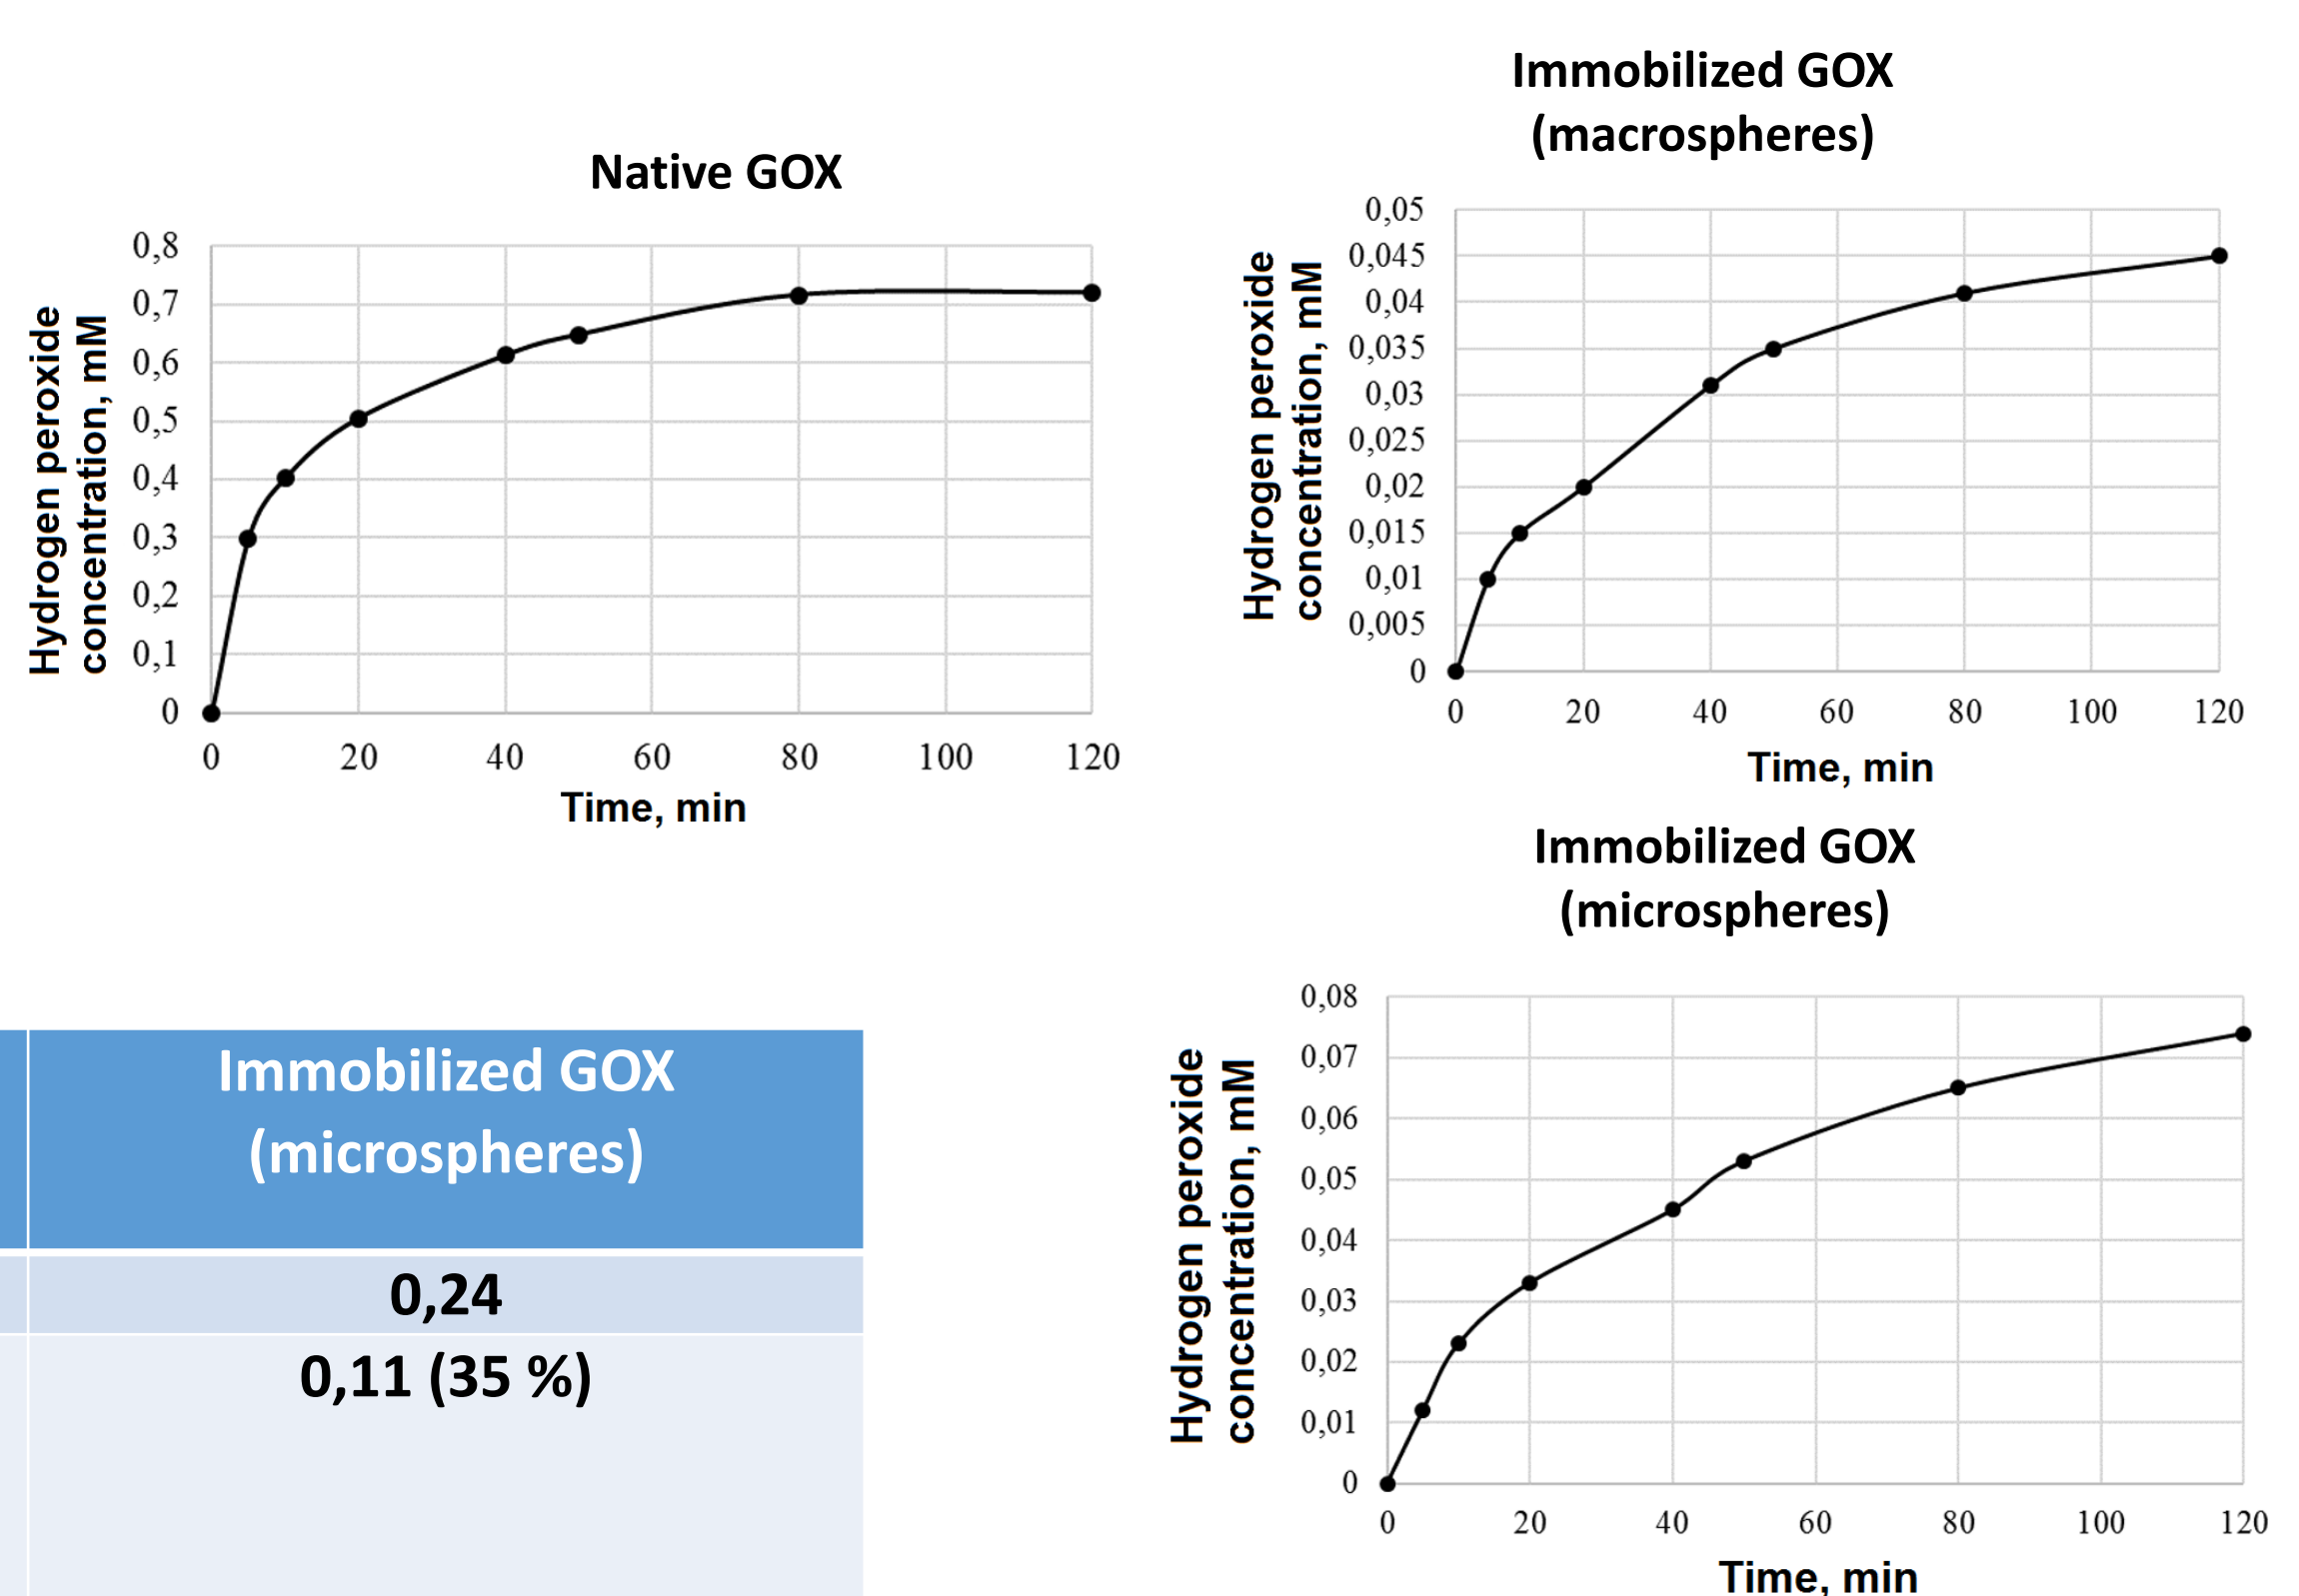 Native GOX
Hydrogen peroxide
concentration, mM
0,8
0,7
0,6
0,5
0,4
0,3
0,2
0,1
0
0 20 40 60 80 100 120
Time, min
Immobilized GOX
(macrospheres)
Hydrogen peroxide
concentration, mM
0,05
0,045
0,04
0,035
0,03
0,025
0,02
0,015
0,01
0,005
0
0 20 40 60 80 100 120
Time, min
Immobilized GOX
(microspheres)
0,24
0,11 (35 %)
Immobilized GOX
(microspheres)
Hydrogen peroxide
concentration, mM
0,08
0,07
0,06
0,05
0,04
0,03
0,02
0,01
0
0 20 40 60 80 100 120
Time, min